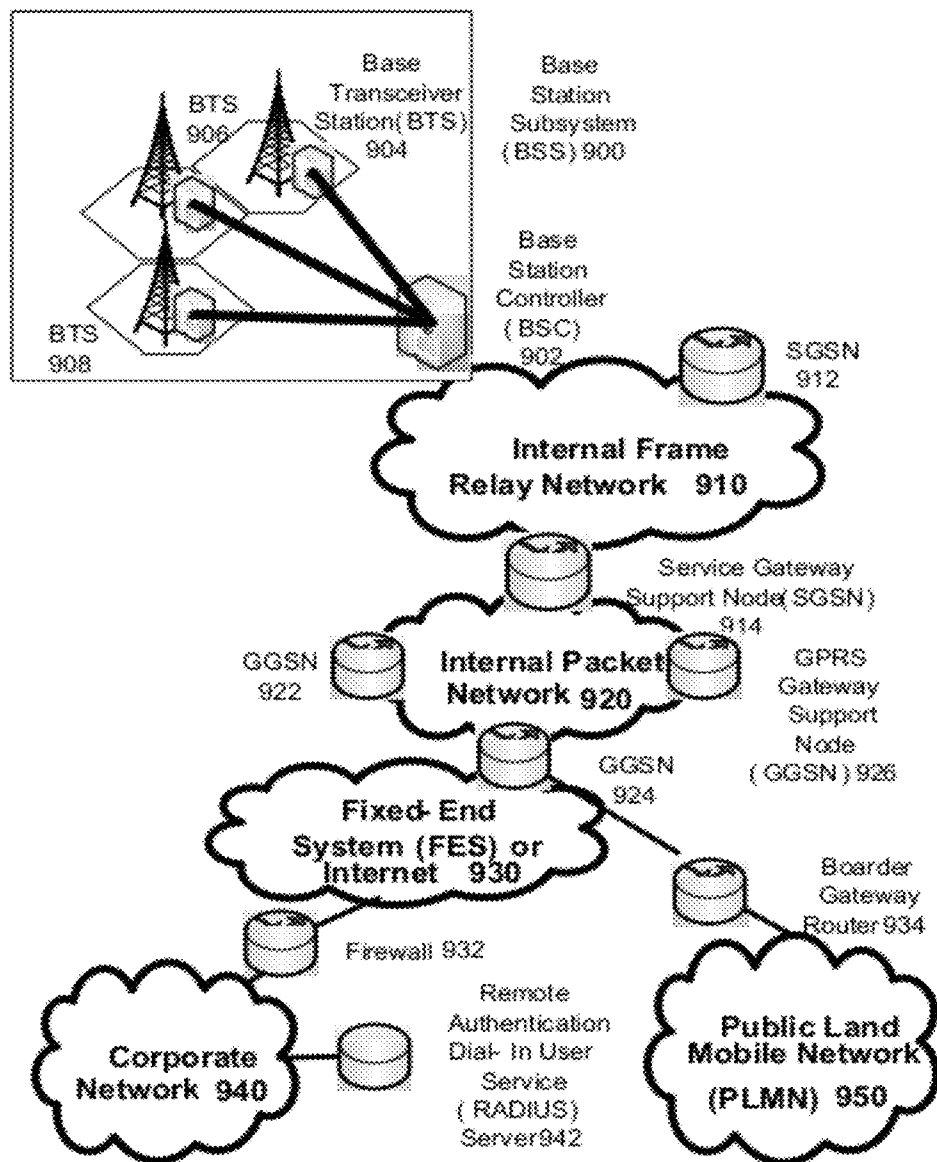 BTS
906
Base
Transceiver
Station(BTS)
904
Base
Station
Subsystem
(BSS) 900
BTS
908
Base
Station
Controller
(BSC)
902
SGSN
912
Internal Frame
Relay Network 910
Service Gateway
Support Node(SGSN)
914
GGSN
922
Internal Packet
Network 920
GPRS
Gateway
Support
Node
(GGSN) 926
GGSN
924
Fixed-End
System (FES) or
Internet 930
Boarder
Gateway
Router 934
Firewall 932
Corporate
Network 940
Remote
Authentication
Dial- In User
Service
(RADIUS)
Server 942
Public Land
Mobile Network
(PLMN) 950